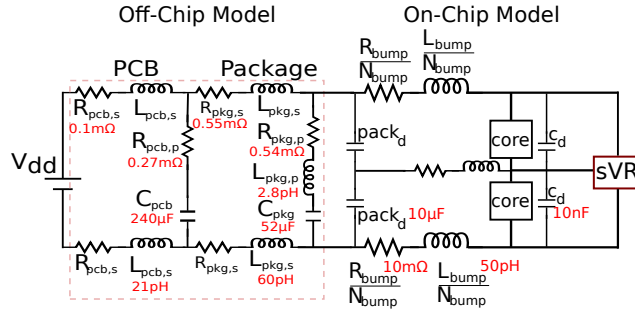 Off-Chip Model
On-Chip Model
PCB
Package
R_bump
N_bump
L_bump
N_bump
R_pcb,s
0.1mΩ
L_pcb,s
R_pkg,s
0.55mΩ
L_pkg,s
R_pcb,p
0.27mΩ
R_pkg,p
0.54mΩ
L_pkg,p
2.8pH
C_pcb
240µF
C_pkg
52µF
V_dd
pack_d
pack_d
10µF
core
core
c_d
c_d
10nF
sVR
R_pcb,s
L_pcb,s
21pH
R_pkg,s
L_pkg,s
60pH
10mΩ
R_bump
N_bump
50pH
L_bump
N_bump